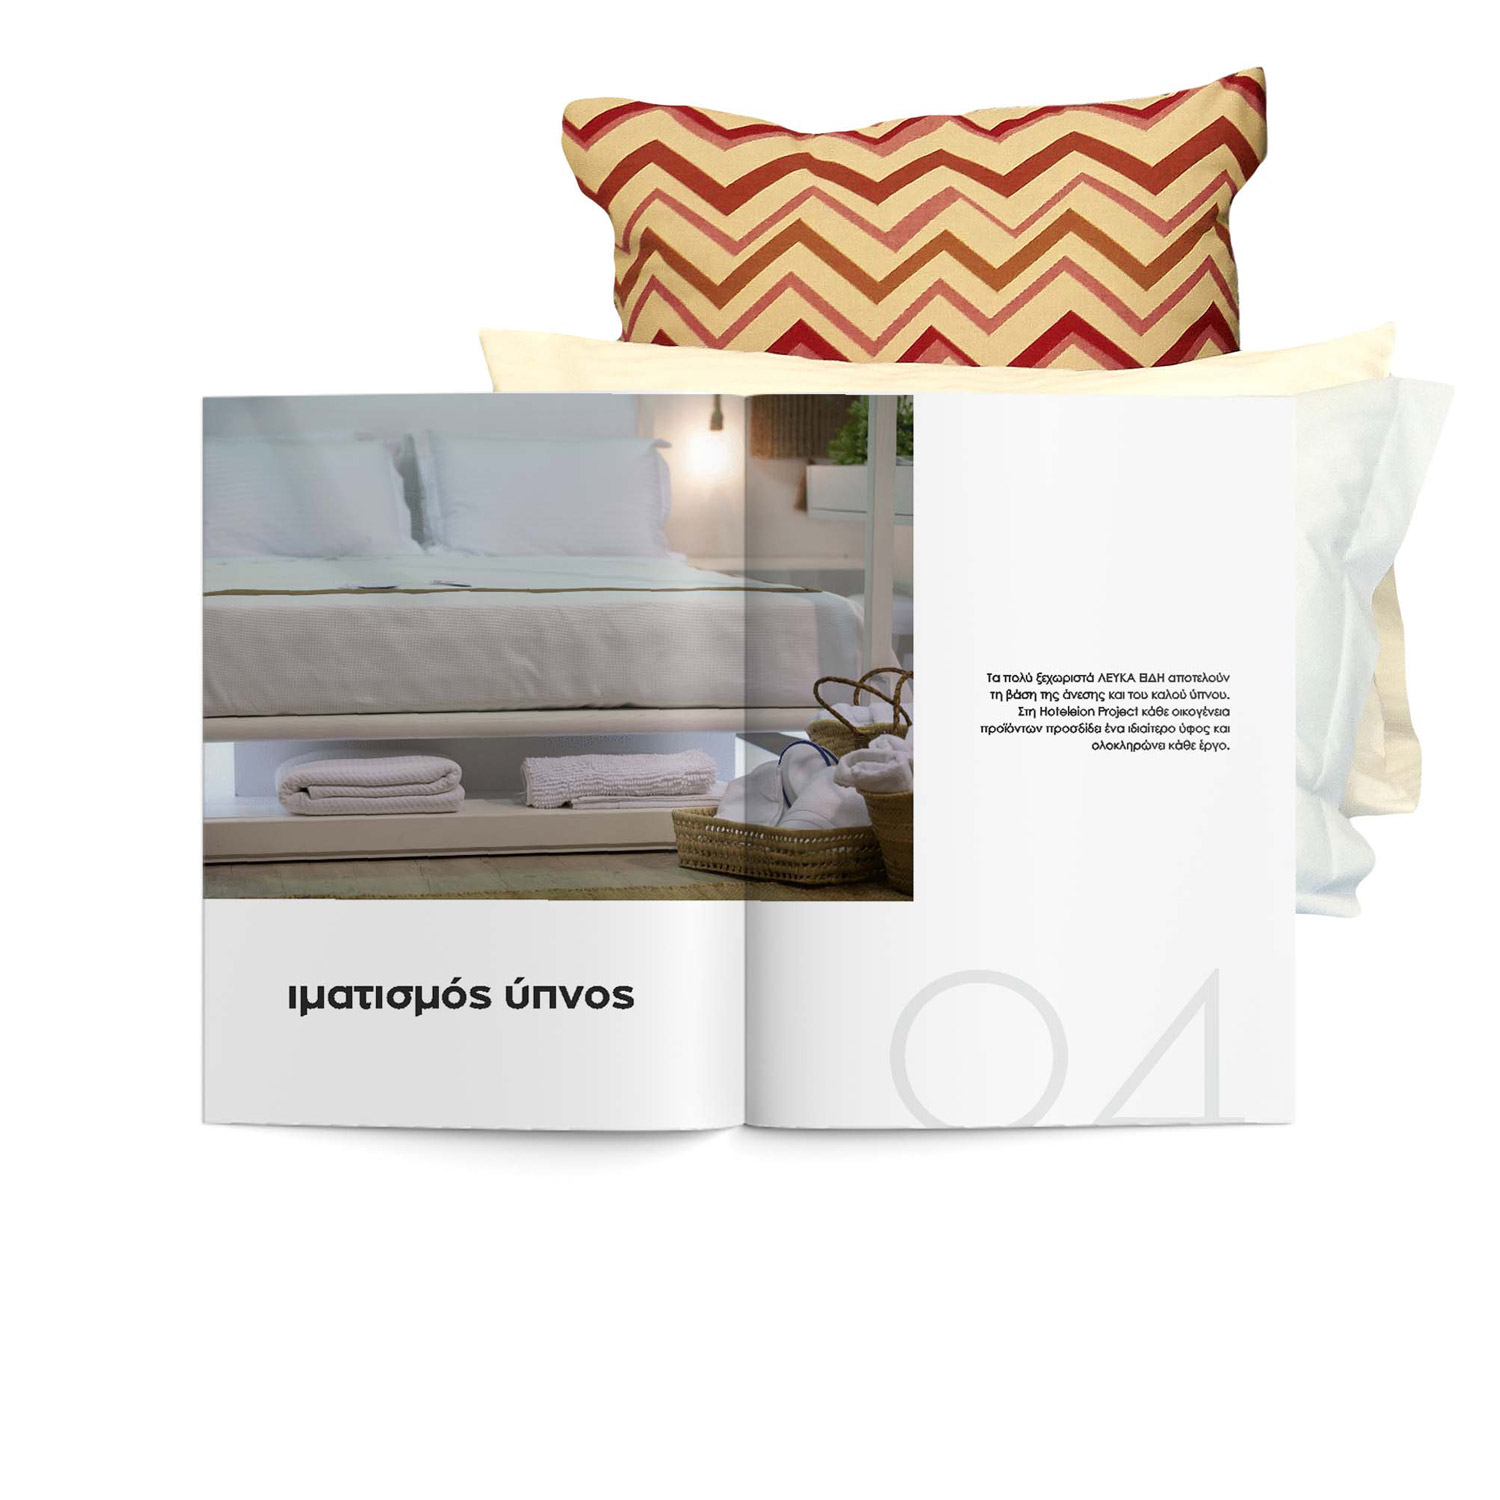 Τα πολύ ξεχωριστά ΛΕΥΚΑ ΕΙΔΗ αποτελούν
τη βάση της άνεσης και του καλού ύπνου.
Στη Hoteleion Project κάθε οικογένεια
προϊόντων προσδίδει ένα ιδιαίτερο ύφος και
ολοκληρώνει κάθε έργο.
ιματισμός ύπνος
04